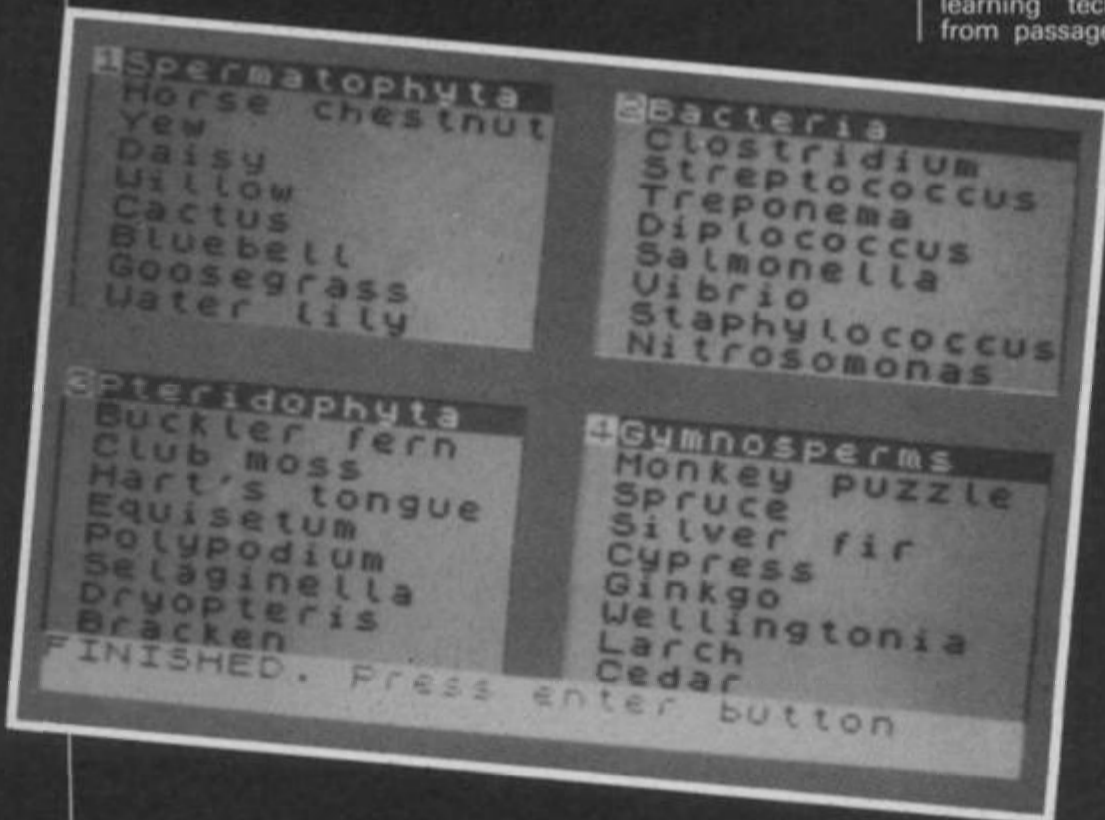 learning tec
from passage
1 Spermatophyta
Horse chestnut
Yew
Daisy
Willow
Cactus
Bluebell
Goosegrass
Water lily
2 Bacteria
Clostridium
Streptococcus
Treponema
Diplococcus
Salmonella
Vibrio
Staphylococcus
Nitrosomonas
3 Pteridophyta
Buckler fern
Club moss
Hart's tongue
Equisetum
Polypodium
Selaginella
Dryopteris
Bracken
4 Gymnosperms
Monkey puzzle
Spruce
Silver fir
Cypress
Ginkgo
Wellingtonia
Larch
Cedar
FINISHED. Press enter button